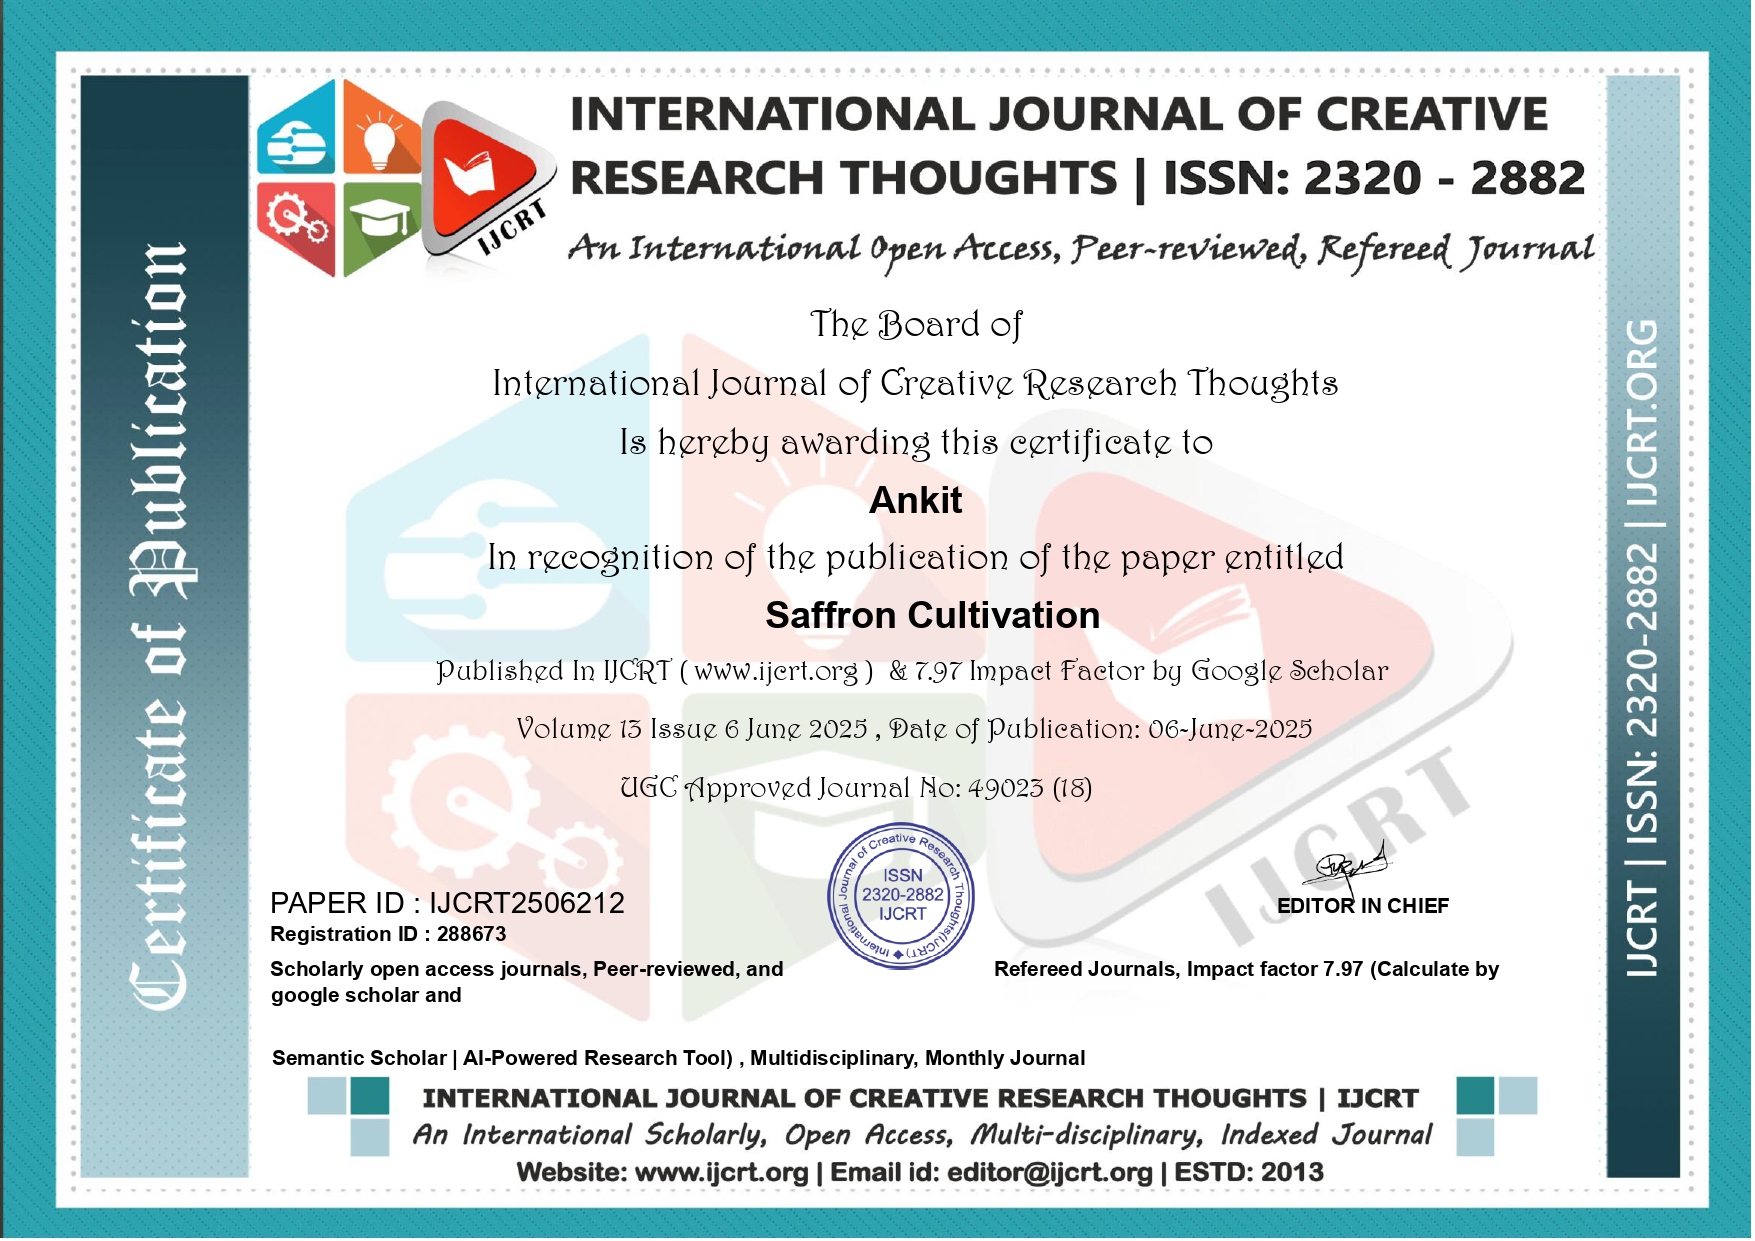 Certificate of Publication
IJCRT
INTERNATIONAL JOURNAL OF CREATIVE
RESEARCH THOUGHTS | ISSN: 2320 - 2882
An International Open Access, Peer-reviewed, Refereed Journal
The Board of
International Journal of Creative Research Thoughts
Is hereby awarding this certificate to
Ankit
In recognition of the publication of the paper entitled
Saffron Cultivation
Published In IJCRT ( www.ijcrt.org ) & 7.97 Impact Factor by Google Scholar
Volume 13 Issue 6 June 2025 , Date of Publication: 06-June-2025
UGC Approved Journal No: 49023 (18)
IJCRT
PAPER ID : IJCRT2506212
Registration ID : 288673
International Journal of Creative Research Thoughts(IJCRT)
ISSN
2320-2882
IJCRT
EDITOR IN CHIEF
Scholarly open access journals, Peer-reviewed, and
Refereed Journals, Impact factor 7.97 (Calculate by
google scholar and
Semantic Scholar | AI-Powered Research Tool) , Multidisciplinary, Monthly Journal
INTERNATIONAL JOURNAL OF CREATIVE RESEARCH THOUGHTS | IJCRT
An International Scholarly, Open Access, Multi-disciplinary, Indexed Journal
Website: www.ijcrt.org | Email id: editor@ijcrt.org | ESTD: 2013
IJCRT | ISSN: 2320-2882 | IJCRT.ORG